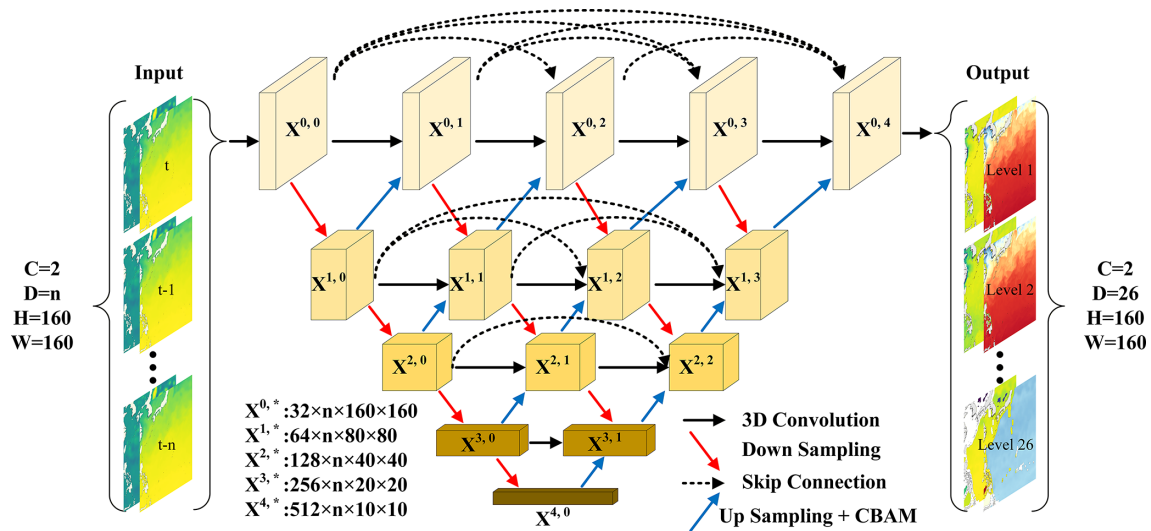 Input
Output
X0, 0
X0, 1
X0, 2
X0, 3
X0, 4
t
Level 1
X1, 0
X1, 1
X1, 2
X1, 3
t-1
Level 2
C=2
D=n
H=160
W=160
C=2
D=26
H=160
W=160
X2, 0
X2, 1
X2, 2
t-n
Level 26
X3, 0
X3, 1
X4, 0
X0, *:32×n×160×160
X1, *:64×n×80×80
X2, *:128×n×40×40
X3, *:256×n×20×20
X4, *:512×n×10×10
3D Convolution
Down Sampling
Skip Connection
Up Sampling + CBAM